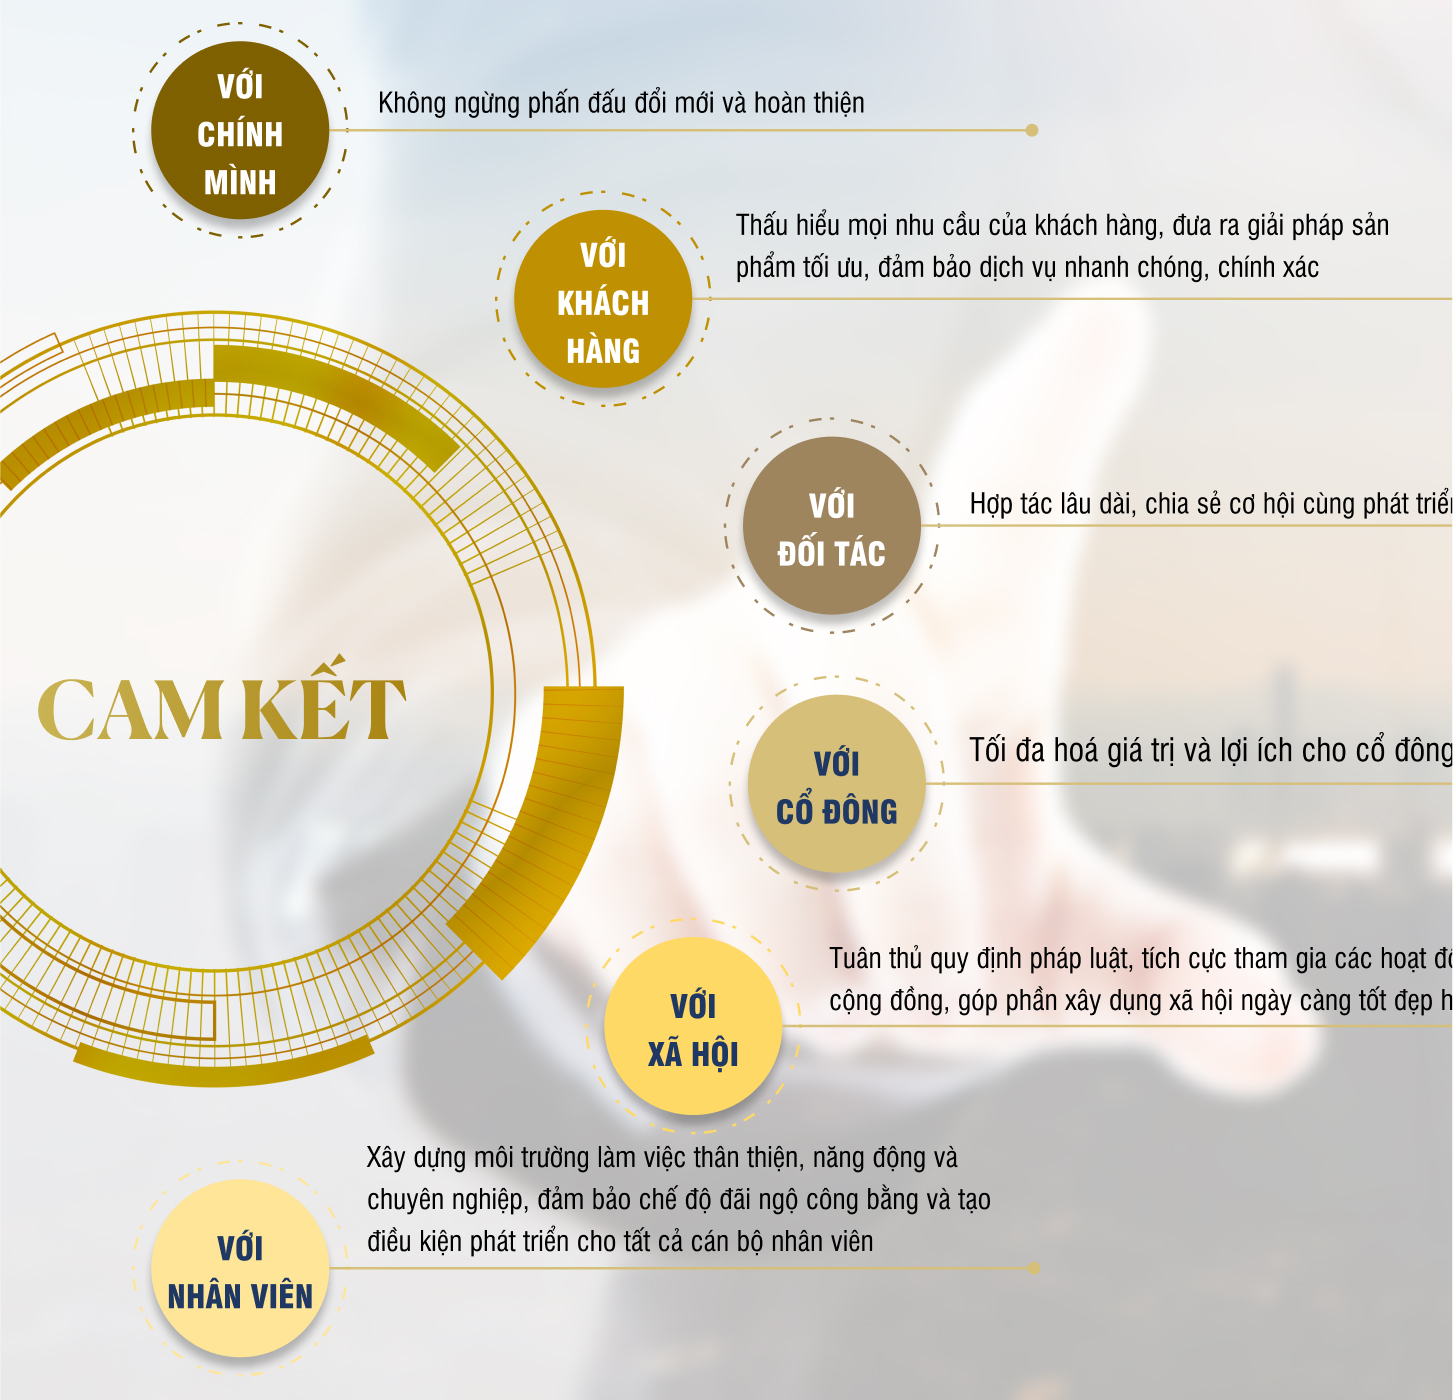 VỚI
CHÍNH
MÌNH
Không ngừng phấn đấu đổi mới và hoàn thiện
VỚI
KHÁCH
HÀNG
Thấu hiểu mọi nhu cầu của khách hàng, đưa ra giải pháp sản
phẩm tối ưu, đảm bảo dịch vụ nhanh chóng, chính xác
VỚI
ĐỐI TÁC
Hợp tác lâu dài, chia sẻ cơ hội cùng phát triển
CAM KẾT
VỚI
CỔ ĐÔNG
Tối đa hoá giá trị và lợi ích cho cổ đông
VỚI
XÃ HỘI
Tuân thủ quy định pháp luật, tích cực tham gia các hoạt
cộng đồng, góp phần xây dụng xã hội ngày càng tốt đẹp
VỚI
NHÂN VIÊN
Xây dựng môi trường làm việc thân thiện, năng động và
chuyên nghiệp, đảm bảo chế độ đãi ngộ công bằng và tạo
điều kiện phát triển cho tất cả cán bộ nhân viên